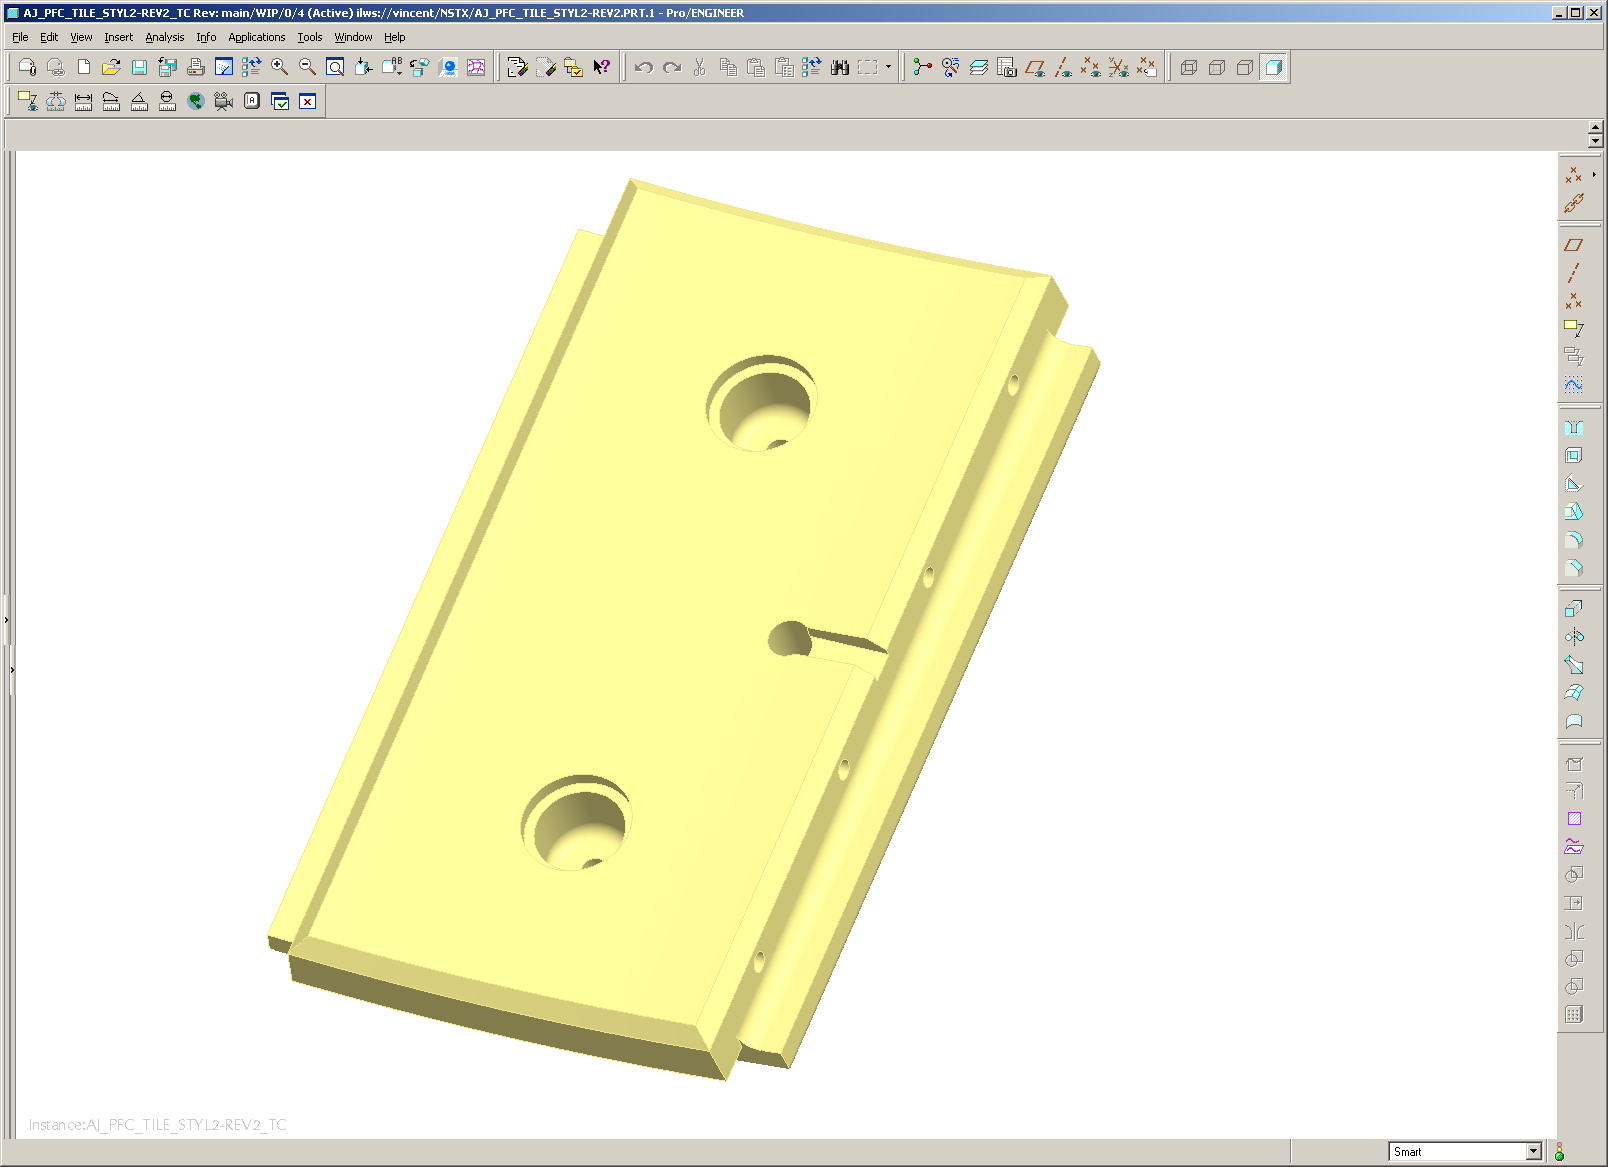 AJ_PFC_TILE_STYL2-REV2_TC Rev: main/WIP/0/4 (Active) ilws://vincent/NSTX/AJ_PFC_TILE_STYL2-REV2.PRT.1 - Pro/ENGINEER
File Edit View Insert Analysis Info Applications Tools Window Help
Instance:AJ_PFC_TILE_STYL2-REV2_TC
Smart